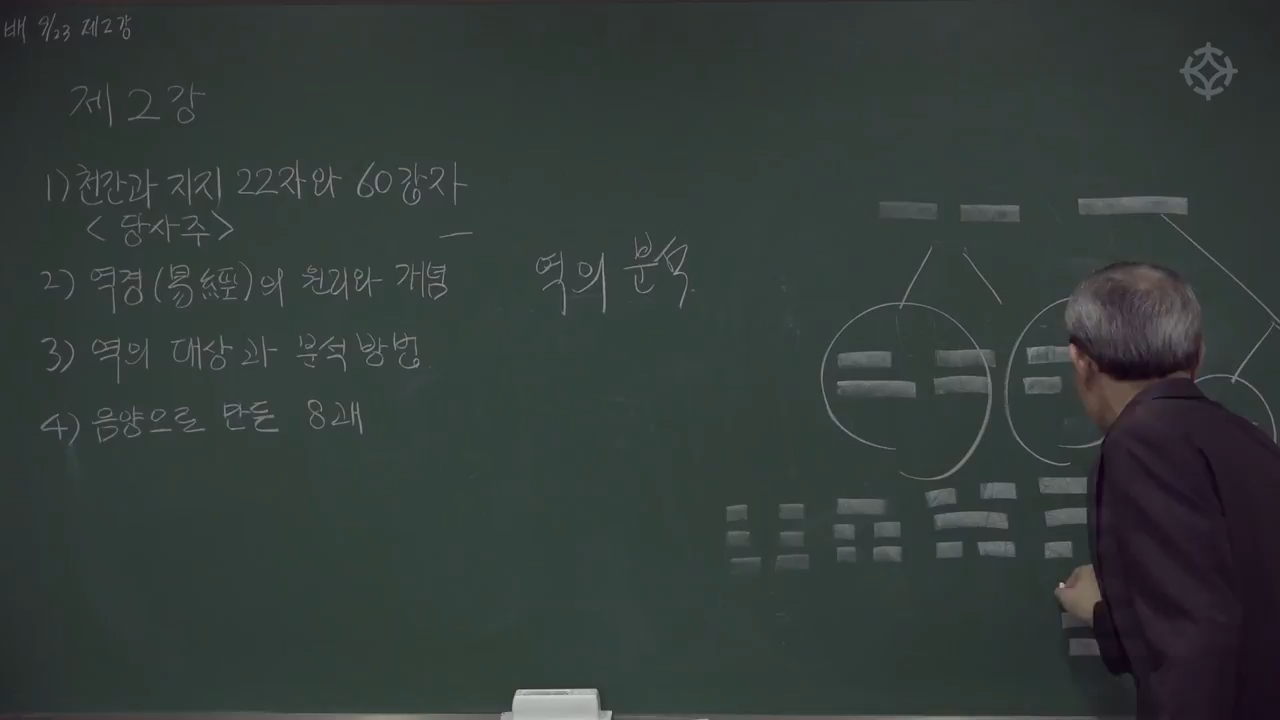 배 9/23 제2강
제2강
1) 천간과 지지 22자와 60갑자
<당사주>
2) 역경(易經)의 원리와 개념
3) 역의 대상과 분석방법
4) 음양으로 만든 8괘
역의 분석